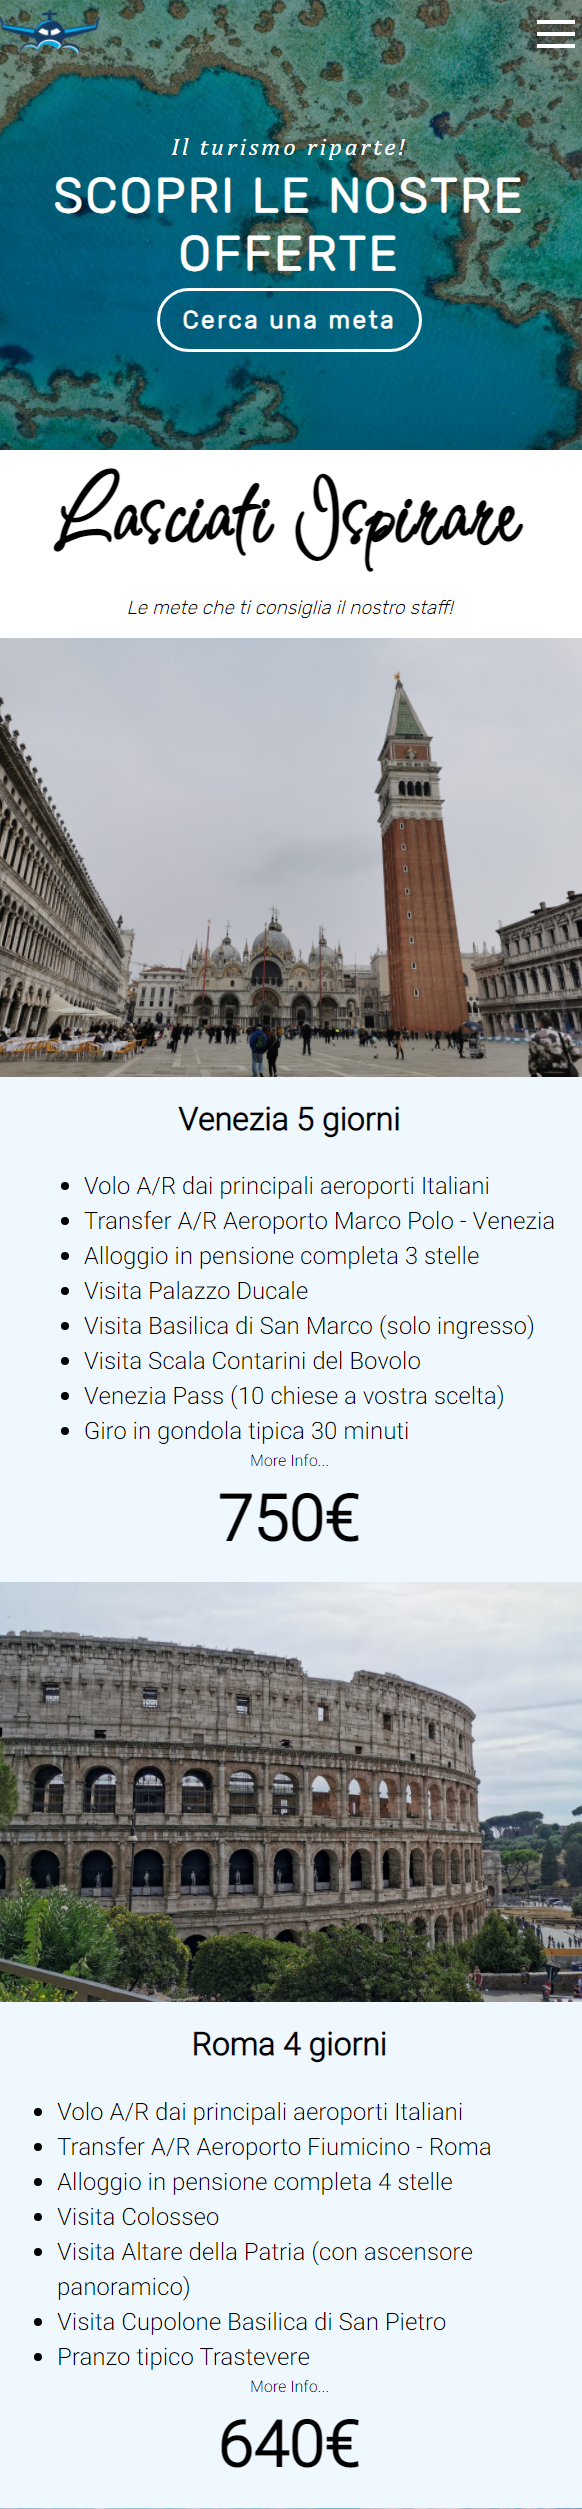 Il turismo riparte!
SCOPRI LE NOSTRE
OFFERTE
Cerca una meta
Lasciati Ispirare
Le mete che ti consiglia il nostro staff!
Venezia 5 giorni
• Volo A/R dai principali aeroporti Italiani
• Transfer A/R Aeroporto Marco Polo - Venezia
• Alloggio in pensione completa 3 stelle
• Visita Palazzo Ducale
• Visita Basilica di San Marco (solo ingresso)
• Visita Scala Contarini del Bovolo
• Venezia Pass (10 chiese a vostra scelta)
• Giro in gondola tipica 30 minuti
More Info...
750€
Roma 4 giorni
• Volo A/R dai principali aeroporti Italiani
• Transfer A/R Aeroporto Fiumicino - Roma
• Alloggio in pensione completa 4 stelle
• Visita Colosseo
• Visita Altare della Patria (con ascensore
panoramico)
• Visita Cupolone Basilica di San Pietro
• Pranzo tipico Trastevere
More Info...
640€